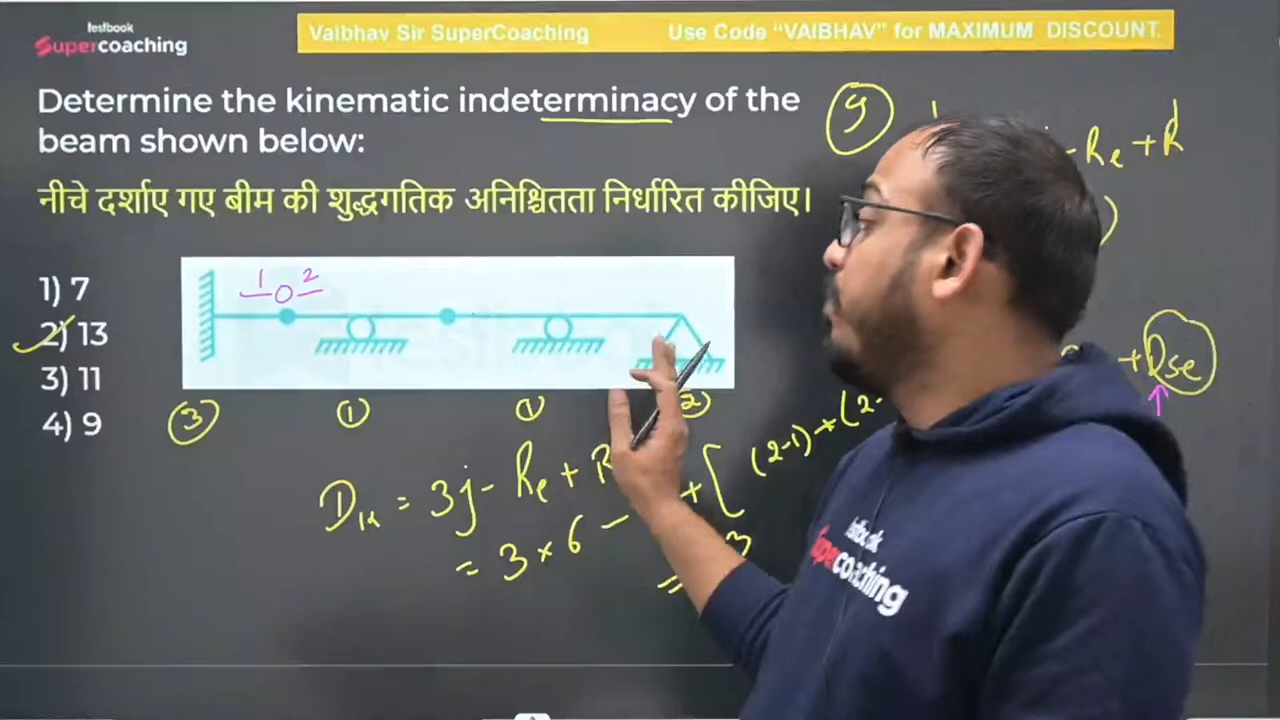 testbook
Supercoaching
Vaibhav Sir SuperCoaching
Use Code "VAIBHAV" for MAXIMUM DISCOUNT.
Determine the kinematic indeterminacy of the
beam shown below:
नीचे दर्शाए गए बीम की शुद्धगतिक अनिश्चितता निर्धारित कीजिए।
9
- Re + R
1) 7
2) 13
3) 11
4) 9
1 2
+ Dse
3 1 1 2
Dk = 3j - Re + R
+ [ (2-1) + (2-
= 3 × 6 -
= 3
testbook
Supercoaching